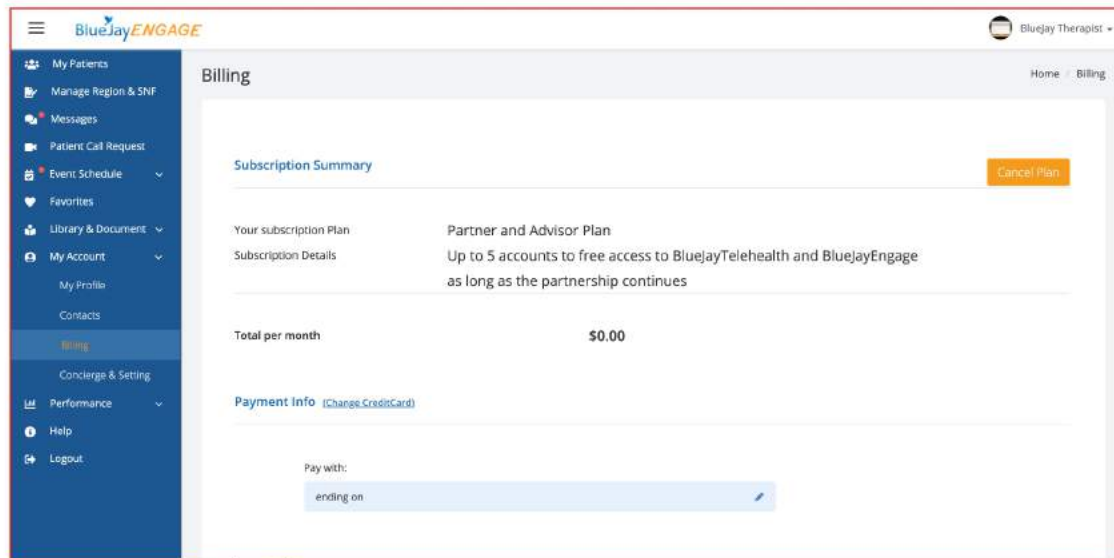 BlueJayENGAGE
Bluejay Therapist
My Patients
Manage Region & SNF
Messages
Patient Call Request
Event Schedule
Favorites
Library & Document
My Account
My Profile
Contacts
Billing
Concierge & Setting
Performance
Help
Logout
Billing
Home / Billing
Subscription Summary
Cancel Plan
Your subscription Plan Partner and Advisor Plan
Subscription Details Up to 5 accounts to free access to BlueJayTelehealth and BlueJayEngage
as long as the partnership continues
Total per month $0.00
Payment Info (Change CreditCard)
Pay with:
ending on